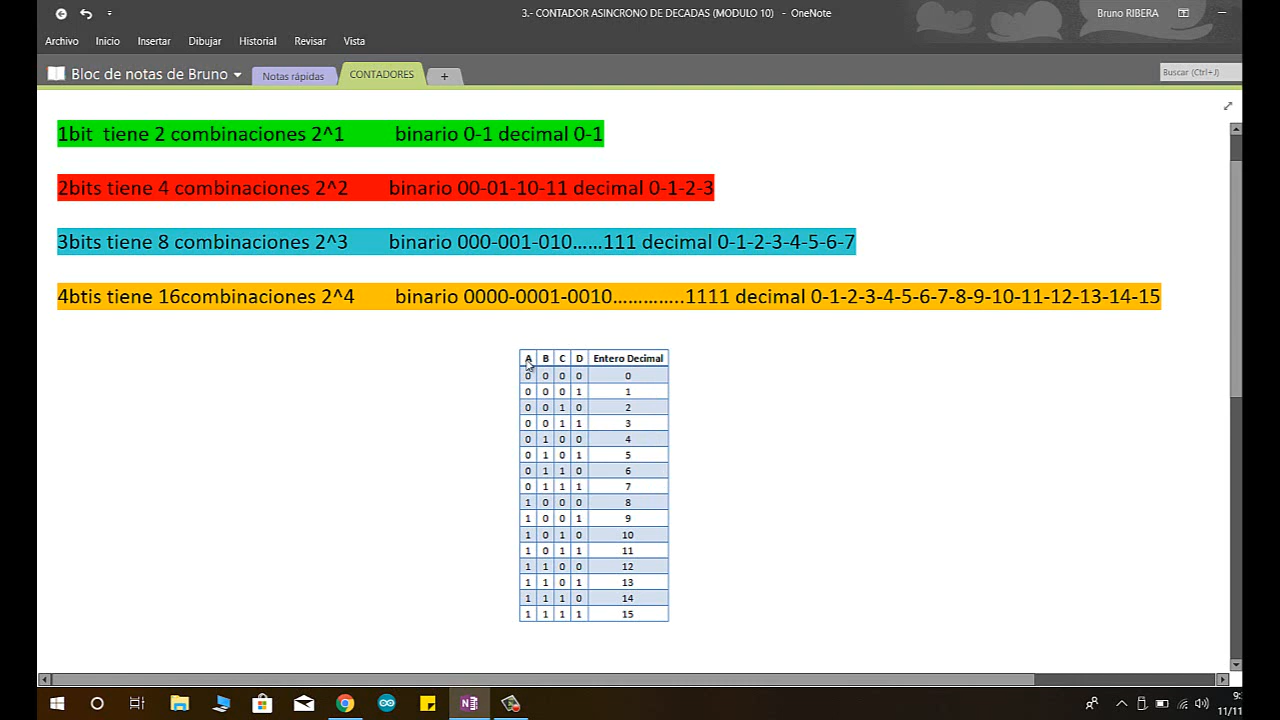 3.- CONTADOR ASINCRONO DE DECADAS (MODULO 10) - OneNote
Bruno RIBERA
Archivo Inicio Insertar Dibujar Historial Revisar Vista
Bloc de notas de Bruno Notas rápidas CONTADORES +
Buscar (Ctrl+J)
1bit tiene 2 combinaciones 2^1 binario 0-1 decimal 0-1
2bits tiene 4 combinaciones 2^2 binario 00-01-10-11 decimal 0-1-2-3
3bits tiene 8 combinaciones 2^3 binario 000-001-010……111 decimal 0-1-2-3-4-5-6-7
4btis tiene 16combinaciones 2^4 binario 0000-0001-0010…………..1111 decimal 0-1-2-3-4-5-6-7-8-9-10-11-12-13-14-15
A B C D Entero Decimal
0 0 0 0 0
0 0 0 1 1
0 0 1 0 2
0 0 1 1 3
0 1 0 0 4
0 1 0 1 5
0 1 1 0 6
0 1 1 1 7
1 0 0 0 8
1 0 0 1 9
1 0 1 0 10
1 0 1 1 11
1 1 0 0 12
1 1 0 1 13
1 1 1 0 14
1 1 1 1 15
9:
11/11